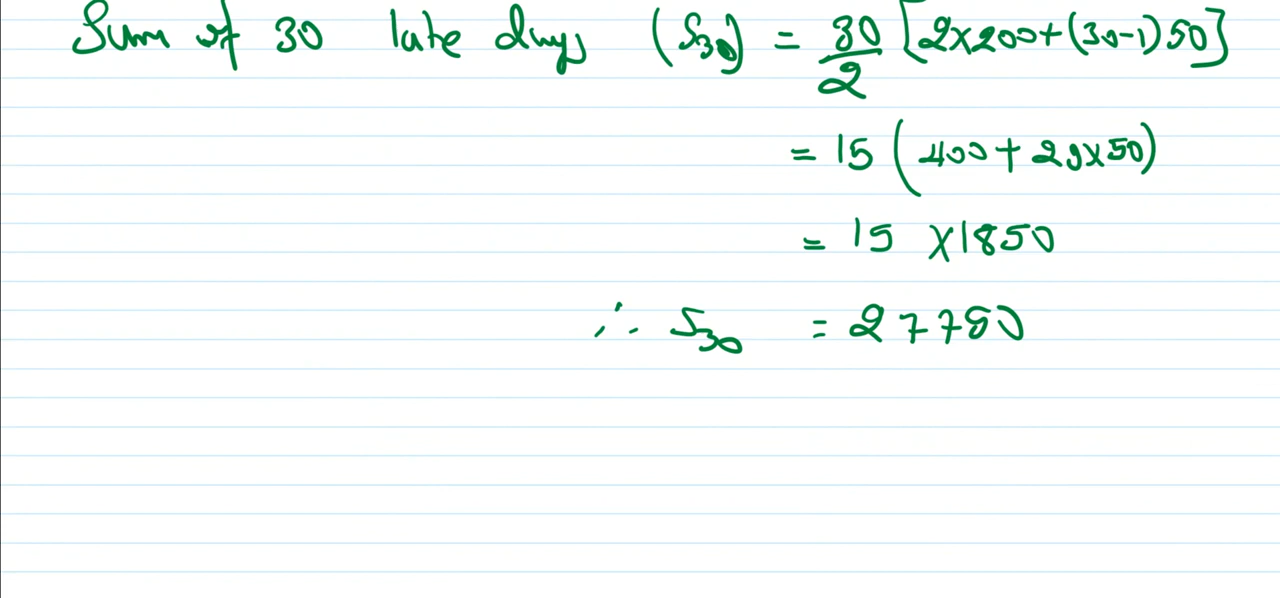 Sum of 30 late days (S₃₀) = 30/2 [2×200+(30-1)50]
= 15 (400+29×50)
= 15 ×1850
∴ S₃₀ = 27750